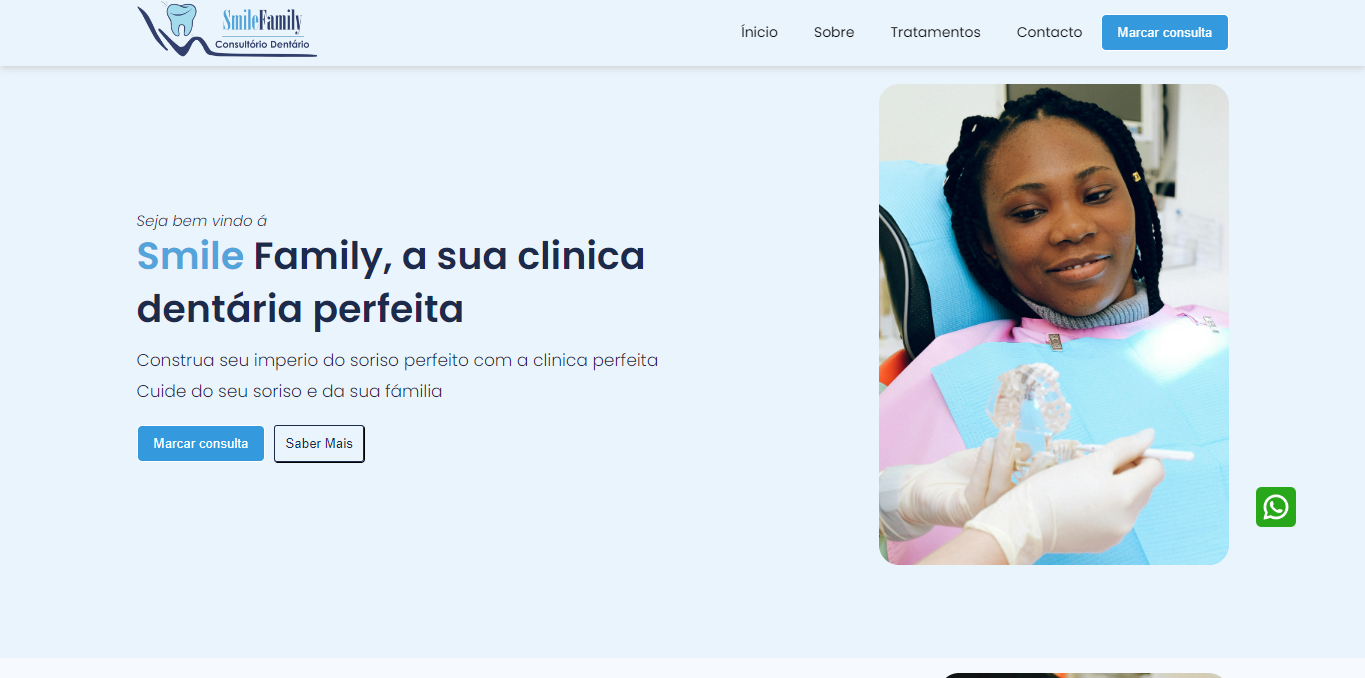 SmileFamily
Consultório Dentário
Ínicio Sobre Tratamentos Contacto Marcar consulta
Seja bem vindo á
Smile Family, a sua clinica
dentária perfeita
Construa seu imperio do soriso perfeito com a clinica perfeita
Cuide do seu soriso e da sua fámilia
Marcar consulta Saber Mais